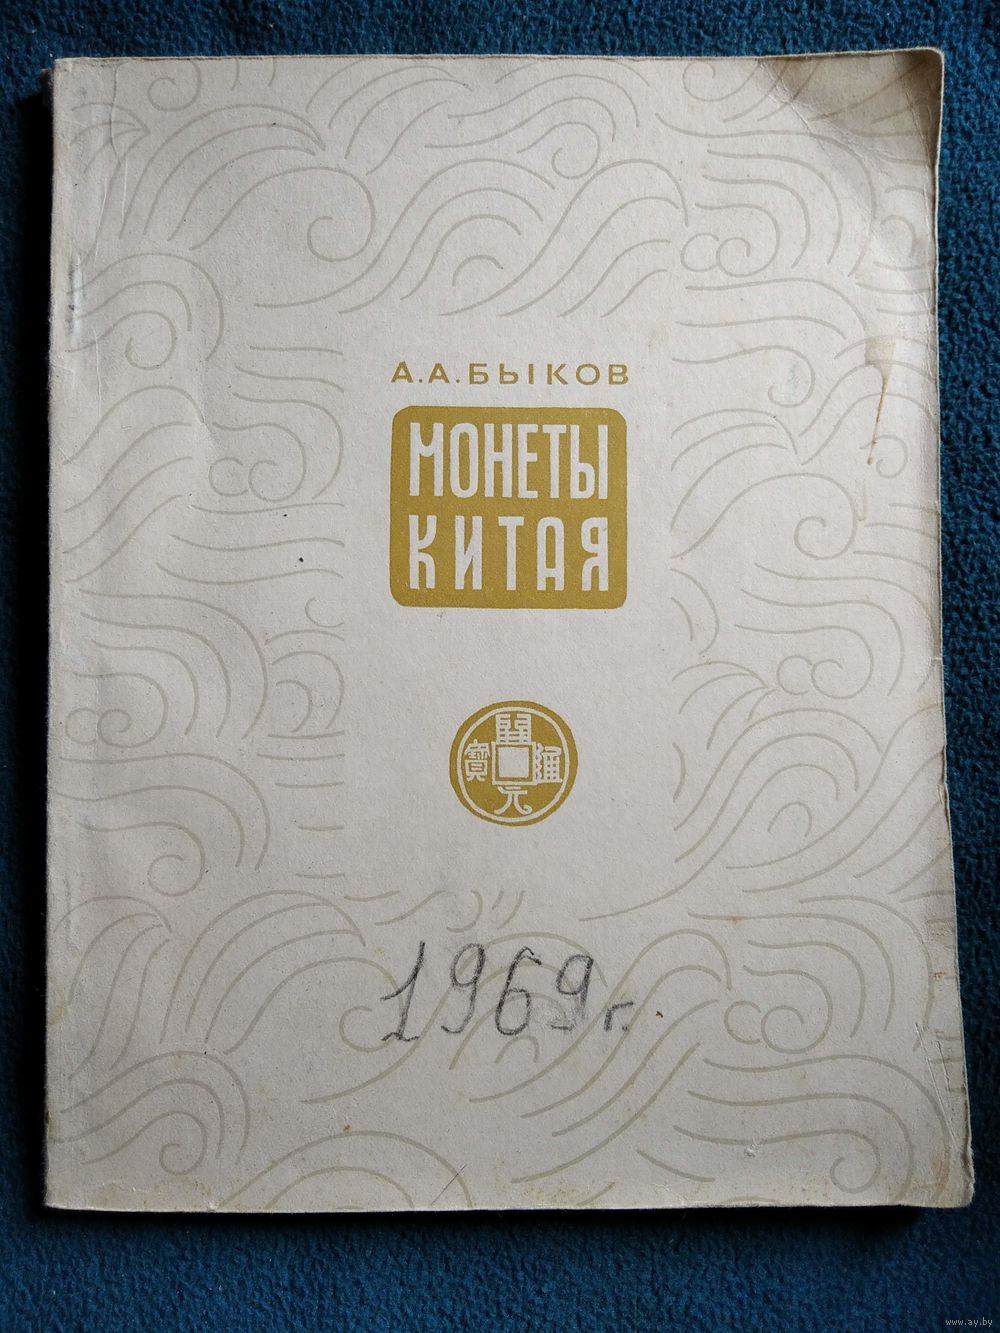 А.А.БЫКОВ
МОНЕТЫ
КИТАЯ
開
寶 通
元
1969г.
www.ay.by